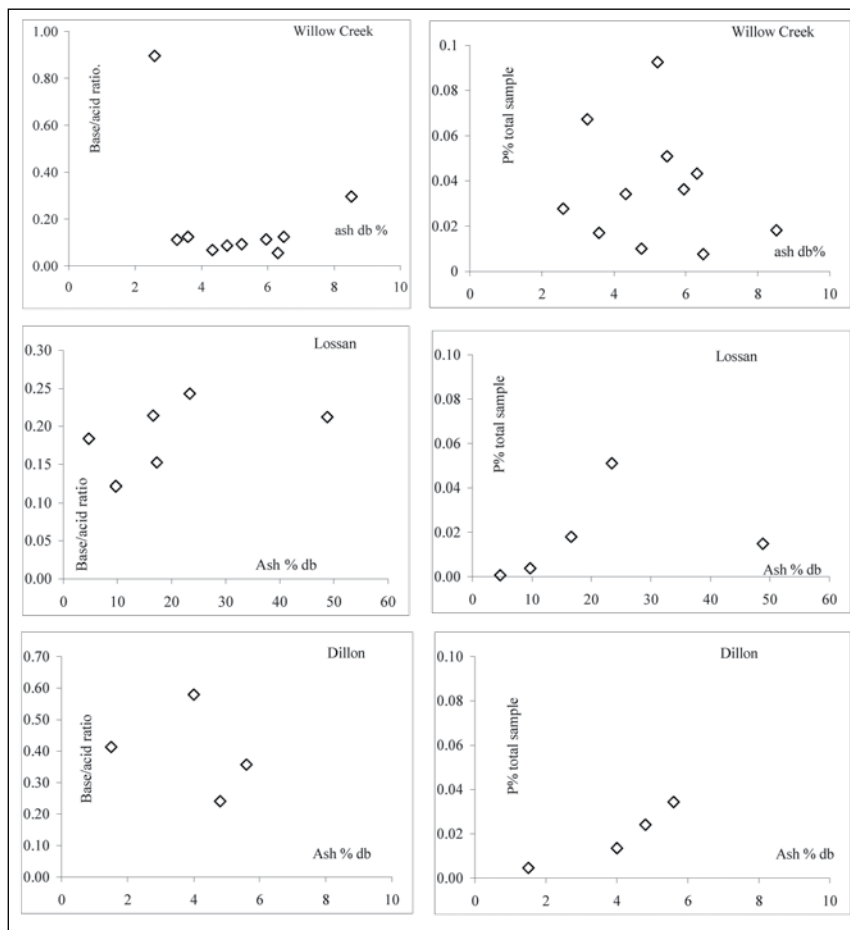 Willow Creek
Base/acid ratio.
1.00
0.80
0.60
0.40
0.20
0.00
ash db %
0 2 4 6 8 10
Willow Creek
P% total sample
0.1
0.08
0.06
0.04
0.02
0
ash db%
0 2 4 6 8 10
Lossan
Base/acid ratio
0.30
0.25
0.20
0.15
0.10
0.05
0.00
Ash % db
0 10 20 30 40 50 60
Lossan
P% total sample
0.10
0.08
0.06
0.04
0.02
0.00
Ash % db
0 10 20 30 40 50 60
Dillon
Base/acid ratio
0.70
0.60
0.50
0.40
0.30
0.20
0.10
0.00
Ash % db
0 2 4 6 8 10
Dillon
P% total sample
0.10
0.08
0.06
0.04
0.02
0.00
Ash % db
0 2 4 6 8 10